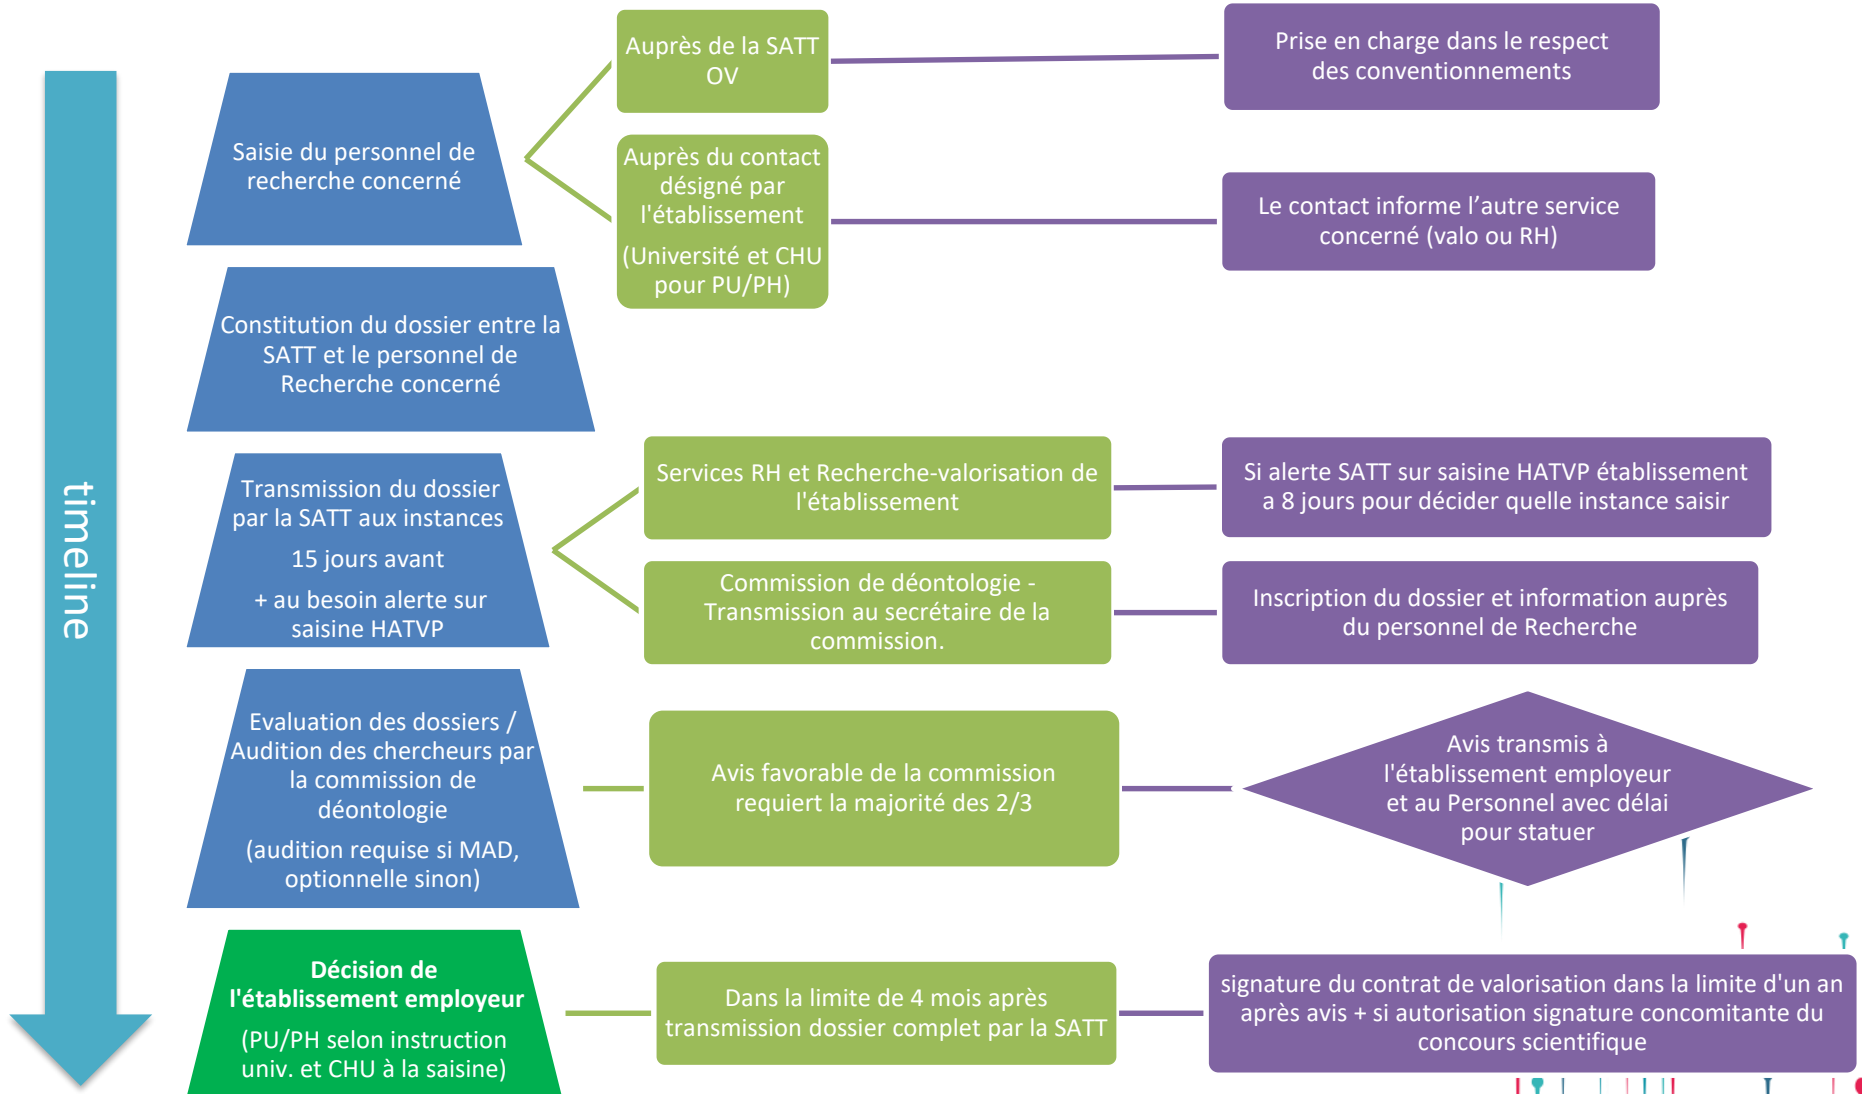 timeline
Saisie du personnel de
recherche concerné
Auprès de la SATT
OV
Prise en charge dans le respect
des conventionnements
Auprès du contact
désigné par
l'établissement
(Université et CHU
pour PU/PH)
Le contact informe l’autre service
concerné (valo ou RH)
Constitution du dossier entre la
SATT et le personnel de
Recherche concerné
Transmission du dossier
par la SATT aux instances
15 jours avant
+ au besoin alerte sur
saisine HATVP
Services RH et Recherche-valorisation de
l'établissement
Si alerte SATT sur saisine HATVP établissement
a 8 jours pour décider quelle instance saisir
Commission de déontologie -
Transmission au secrétaire de la
commission.
Inscription du dossier et information auprès
du personnel de Recherche
Evaluation des dossiers /
Audition des chercheurs par
la commission de
déontologie
(audition requise si MAD,
optionnelle sinon)
Avis favorable de la commission
requiert la majorité des 2/3
Avis transmis à
l'établissement employeur
et au Personnel avec délai
pour statuer
Décision de
l'établissement employeur
(PU/PH selon instruction
univ. et CHU à la saisine)
Dans la limite de 4 mois après
transmission dossier complet par la SATT
signature du contrat de valorisation dans la limite d'un an
après avis + si autorisation signature concomitante du
concours scientifique